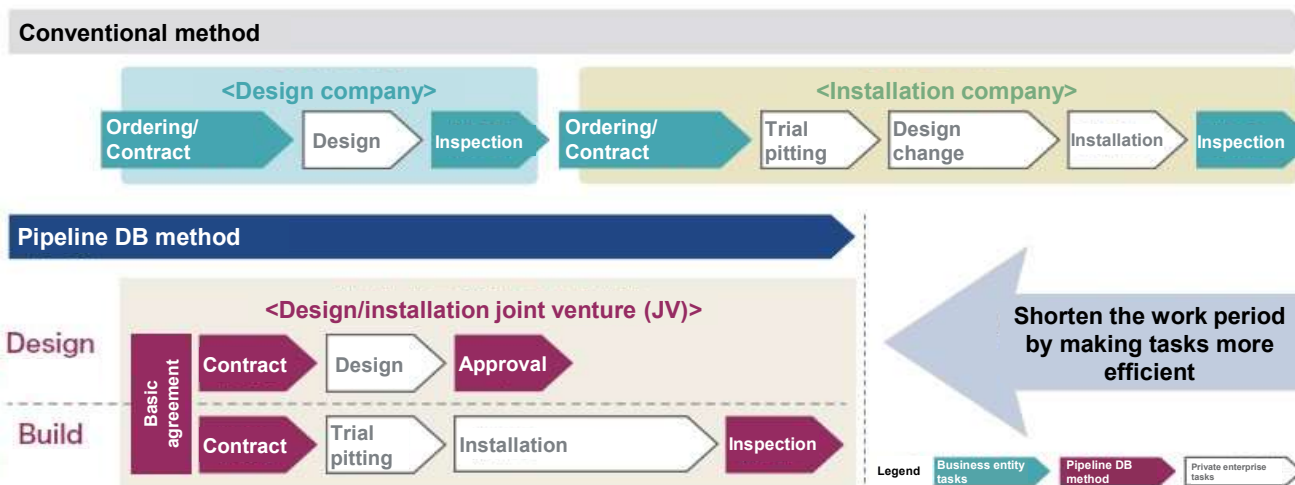 Conventional method
<Design company>
<Installation company>
Ordering/
Contract
Design
Inspection
Ordering/
Contract
Trial
pitting
Design
change
Installation
Inspection
Pipeline DB method
<Design/installation joint venture (JV)>
Design
Basic
agreement
Contract
Design
Approval
Build
Contract
Trial
pitting
Installation
Inspection
Shorten the work period
by making tasks more
efficient
Legend
Business entity
tasks
Pipeline DB
method
Private enterprise
tasks